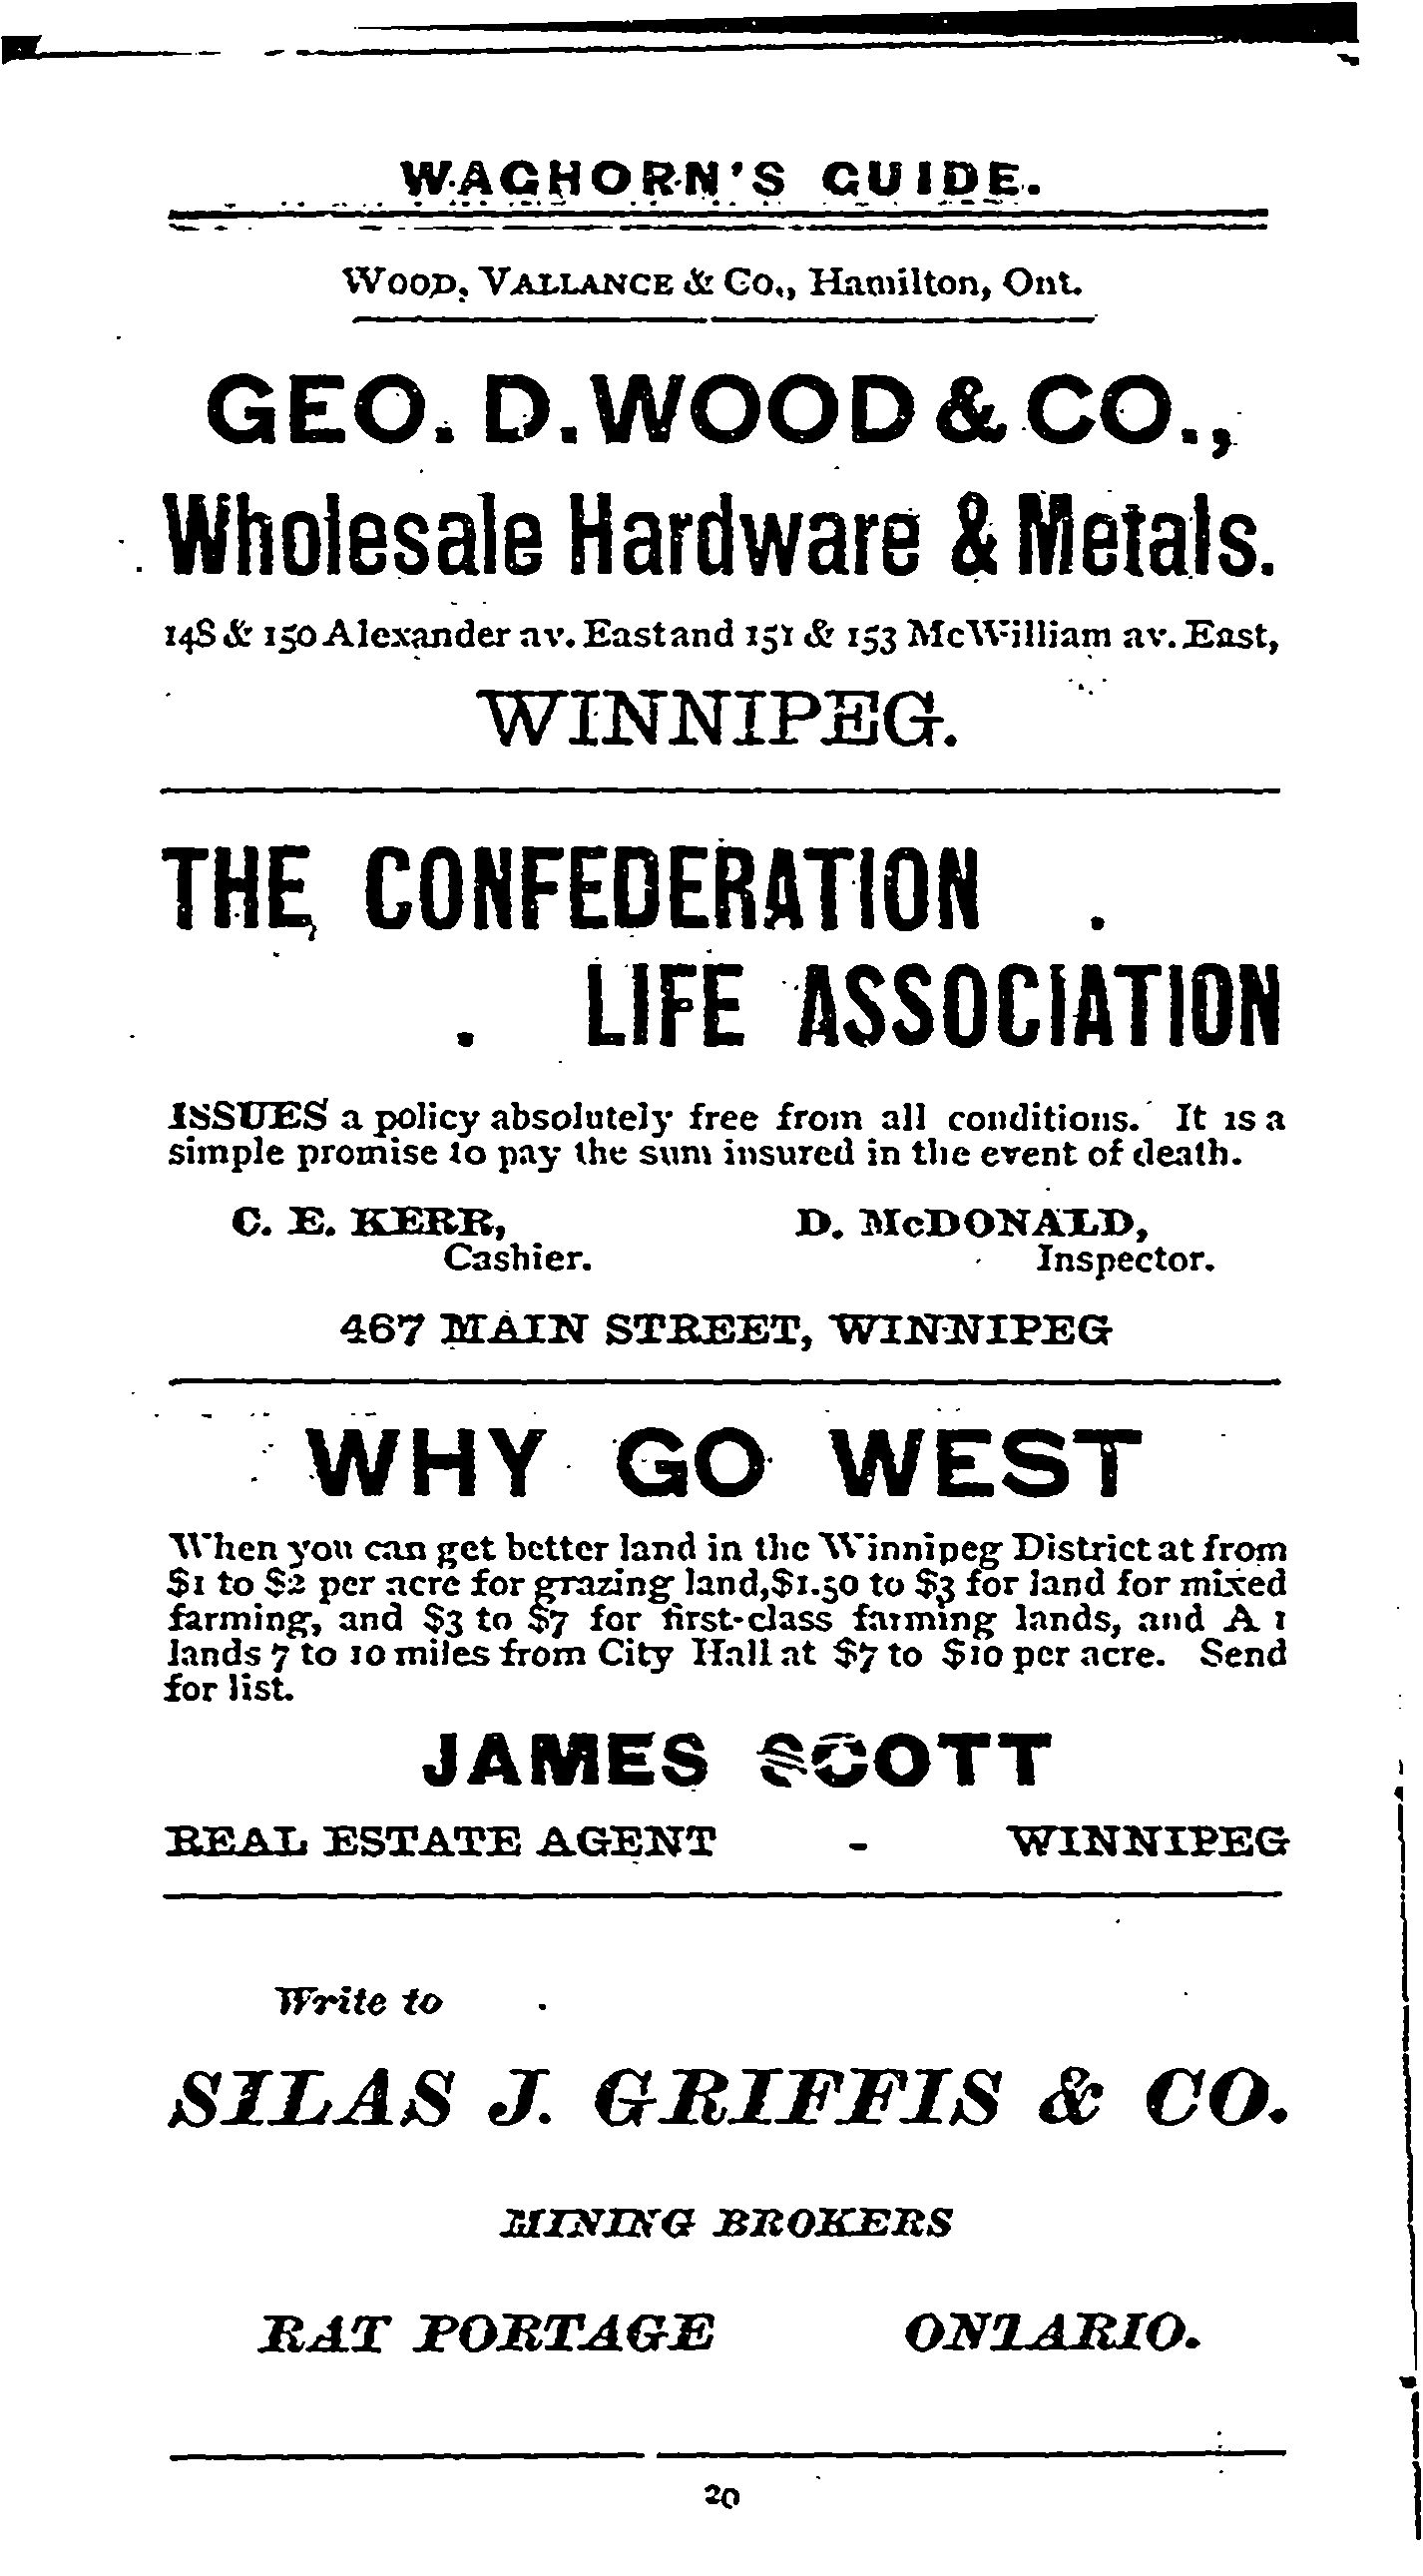 WAGHORN'S GUIDE.
WOOD, VALLANCE & CO., Hamilton, Ont.
GEO. D. WOOD & CO.,
Wholesale Hardware & Metals.
148 & 150 Alexander av. East and 151 & 153 McWilliam av. East,
WINNIPEG.
THE CONFEDERATION
LIFE ASSOCIATION
ISSUES a policy absolutely free from all conditions. It is a
simple promise to pay the sum insured in the event of death.
C. E. KERR, D. McDONALD,
Cashier. Inspector.
467 MAIN STREET, WINNIPEG
WHY GO WEST
When you can get better land in the Winnipeg District at from
$1 to $2 per acre for grazing land, $1.50 to $3 for land for mixed
farming, and $3 to $7 for first-class farming lands, and A 1
lands 7 to 10 miles from City Hall at $7 to $10 per acre. Send
for list.
JAMES SCOTT
REAL ESTATE AGENT - WINNIPEG
Write to
SILAS J. GRIFFIS & CO.
MINING BROKERS
RAT PORTAGE ONTARIO.
20